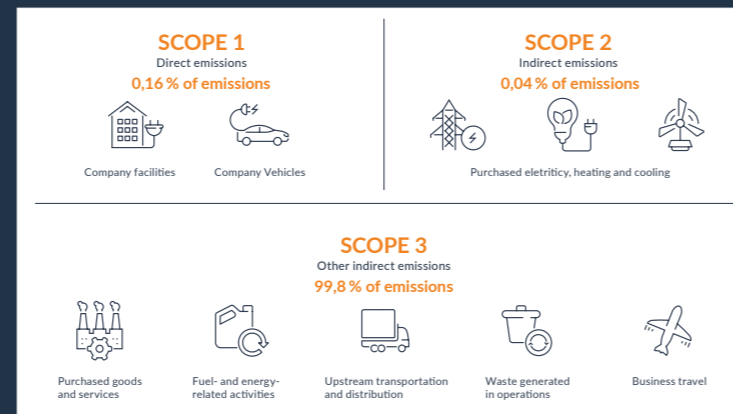 SCOPE 1
Direct emissions
0,16 % of emissions
Company facilities
Company Vehicles
SCOPE 2
Indirect emissions
0,04 % of emissions
Purchased eletriticy, heating and cooling
SCOPE 3
Other indirect emissions
99,8 % of emissions
Purchased goods
and services
Fuel- and energy-
related activities
Upstream transportation
and distribution
Waste generated
in operations
Business travel